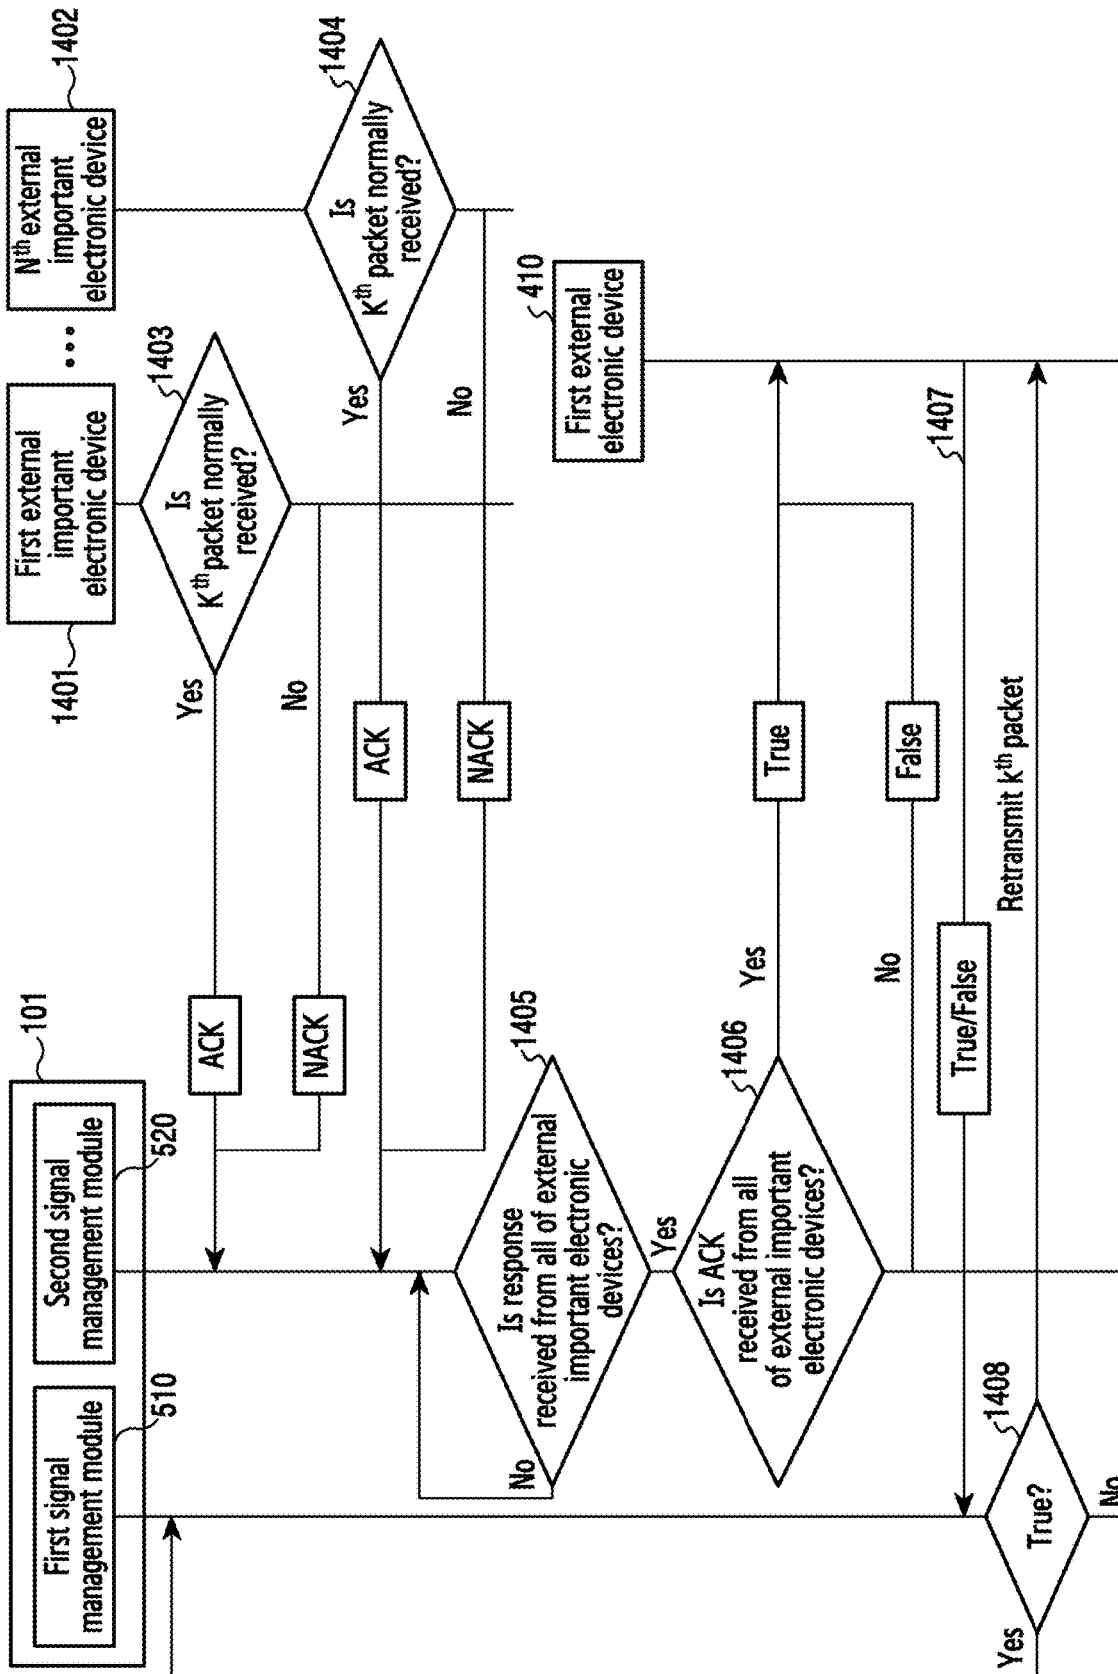 101
First signal
management module
510
Second signal
management module
520
First external
important
electronic device
1401
...
Nth external
important
electronic device
1402
Is
Kth packet normally
received?
1403
Yes
ACK
No
NACK
Is
Kth packet normally
received?
1404
Yes
ACK
No
NACK
First external
electronic device
410
Is response
received from all of external
important electronic
devices?
1405
No
Yes
Is ACK
received from all
of external important
electronic devices?
1406
Yes
True
No
False
1407
True/False
True?
1408
Retransmit kth packet
Yes
No